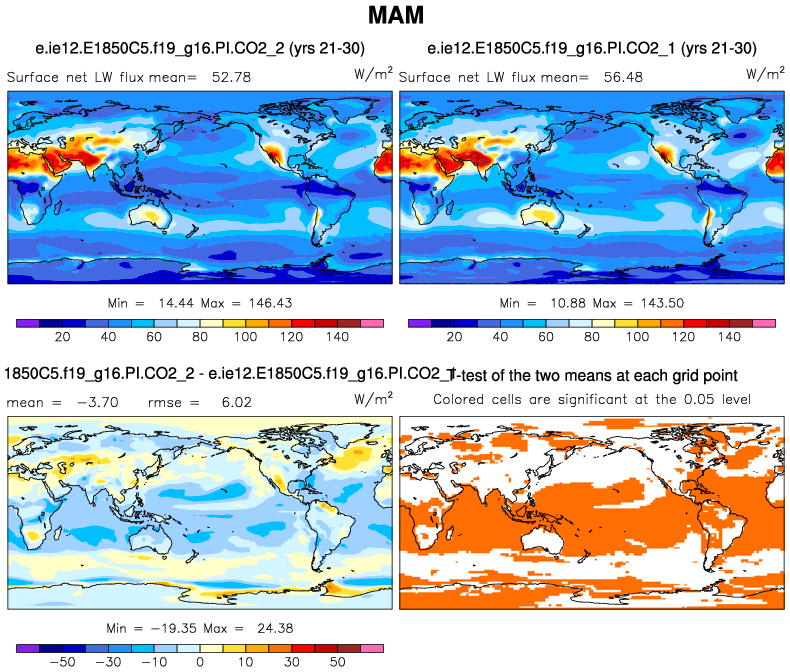 MAM
e.ie12.E1850C5.f19_g16.PI.CO2_2 (yrs 21-30)
Surface net LW flux mean= 52.78 W/m²
Min = 14.44 Max = 146.43
20 40 60 80 100 120 140
e.ie12.E1850C5.f19_g16.PI.CO2_1 (yrs 21-30)
Surface net LW flux mean= 56.48 W/m²
Min = 10.88 Max = 143.50
20 40 60 80 100 120 140
1850C5.f19_g16.PI.CO2_2 - e.ie12.E1850C5.f19_g16.PI.CO2_1
mean = -3.70 rmse = 6.02 W/m²
Min = -19.35 Max = 24.38
-50 -30 -10 0 10 30 50
T-test of the two means at each grid point
Colored cells are significant at the 0.05 level